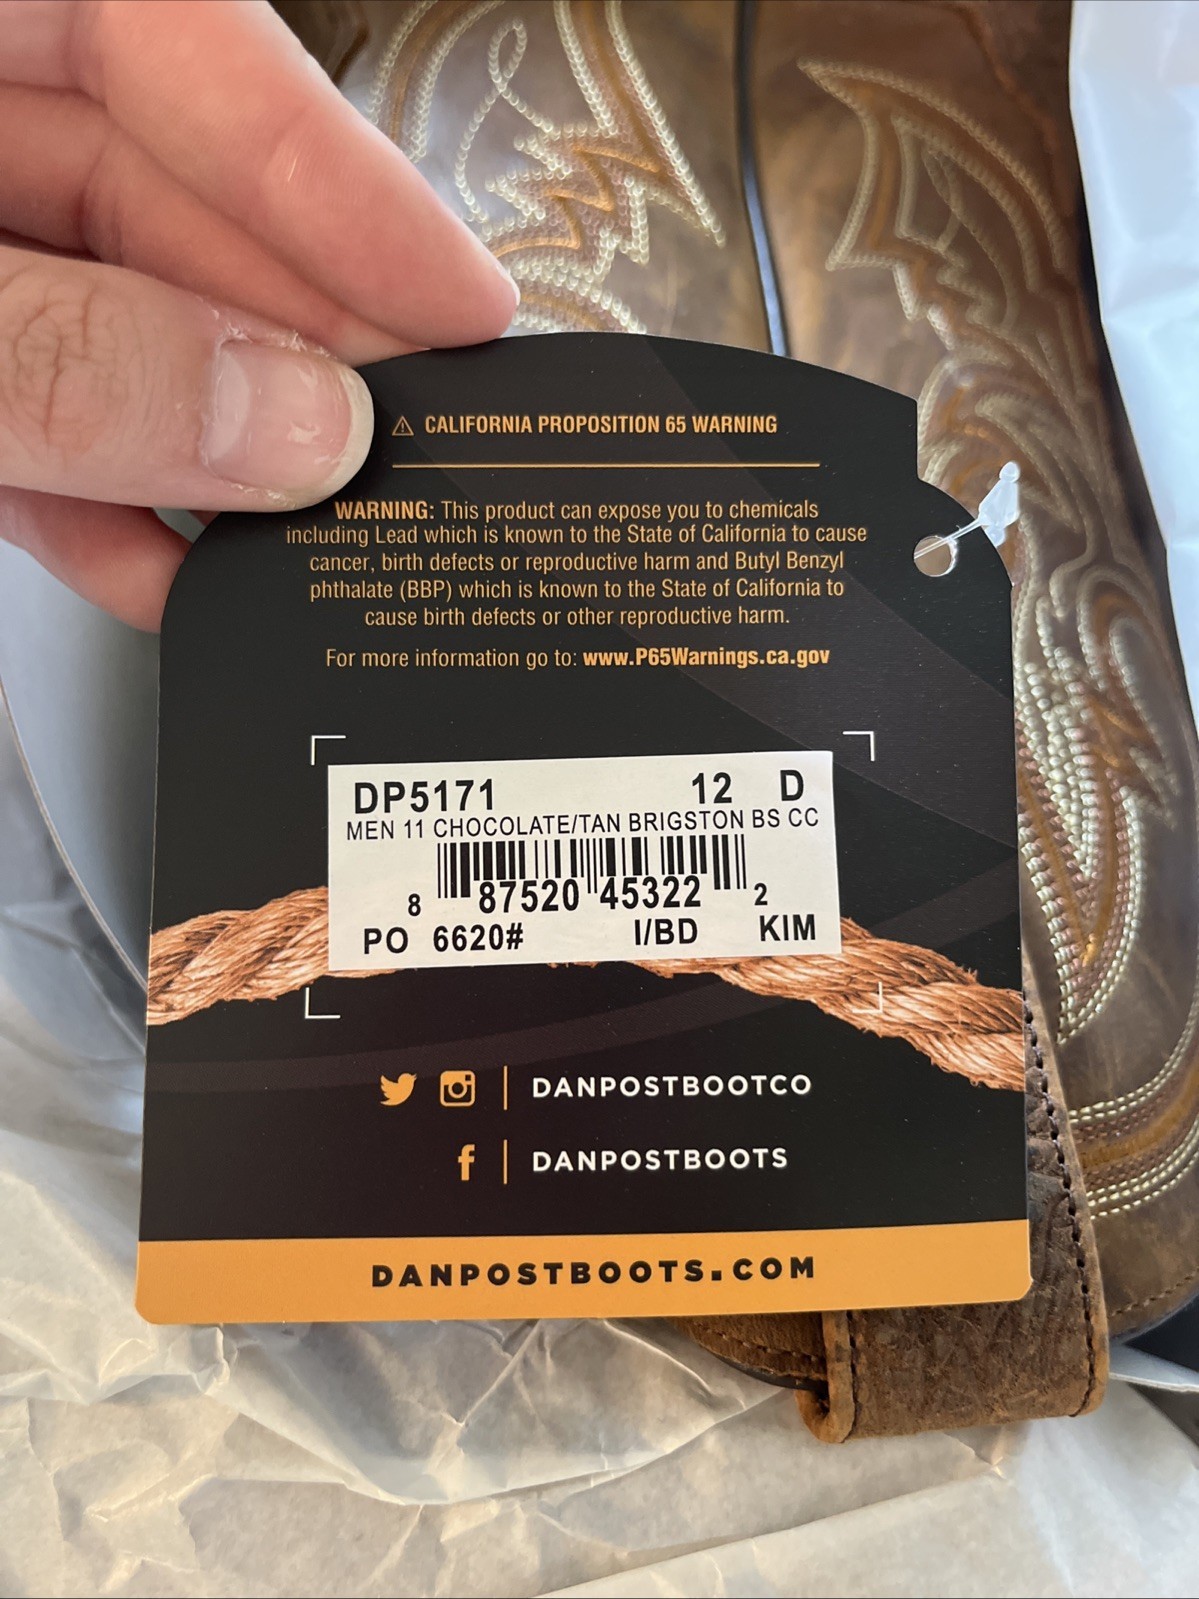 ⚠ CALIFORNIA PROPOSITION 65 WARNING
WARNING: This product can expose you to chemicals
including Lead which is known to the State of California to cause
cancer, birth defects or reproductive harm and Butyl Benzyl
phthalate (BBP) which is known to the State of California to
cause birth defects or other reproductive harm.
For more information go to: www.P65Warnings.ca.gov
DP5171 12 D
MEN 11 CHOCOLATE/TAN BRIGSTON BS CC
8 87520 45322 2
PO 6620# I/BD KIM
DANPOSTBOOTCO
f DANPOSTBOOTS
DANPOSTBOOTS.COM